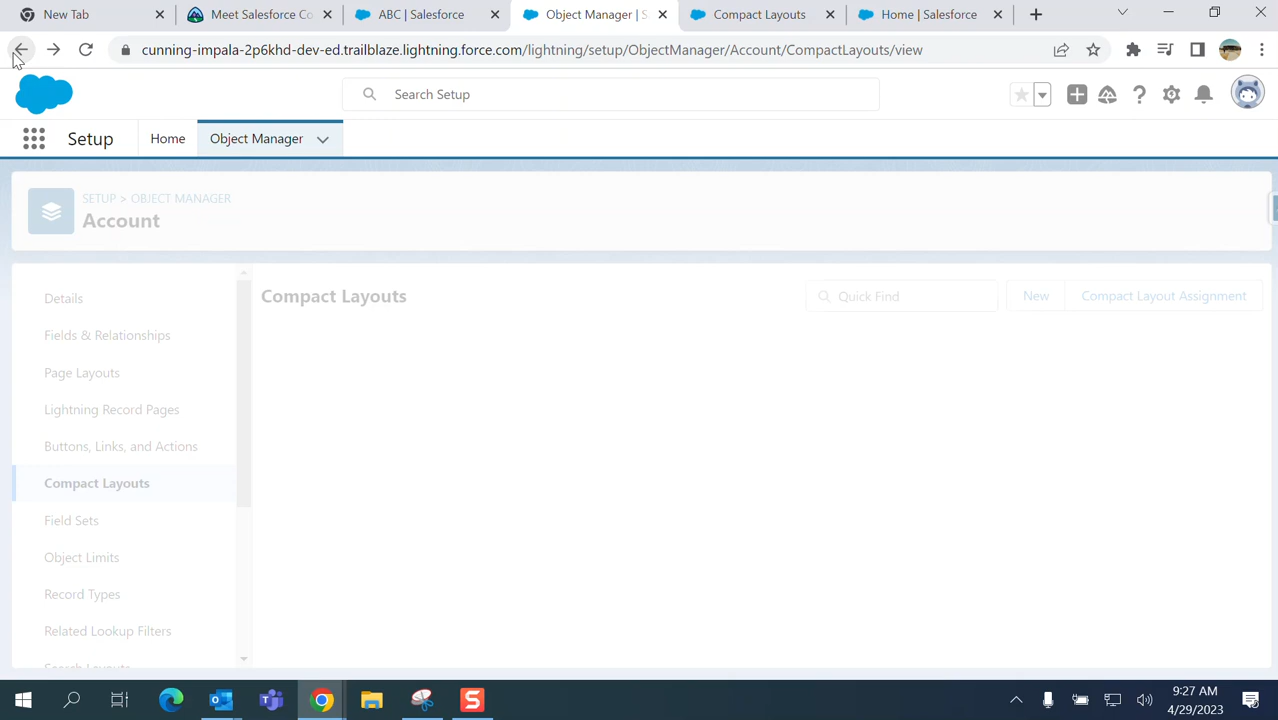 New Tab
Meet Salesforce Co
ABC | Salesforce
Object Manager | S
Compact Layouts
Home | Salesforce
cunning-impala-2p6khd-dev-ed.trailblaze.lightning.force.com/lightning/setup/ObjectManager/Account/CompactLayouts/view
Search Setup
Setup
Home
Object Manager
SETUP > OBJECT MANAGER
Account
Details
Fields & Relationships
Page Layouts
Lightning Record Pages
Buttons, Links, and Actions
Compact Layouts
Field Sets
Object Limits
Record Types
Related Lookup Filters
Search Layouts
Compact Layouts
Quick Find
New
Compact Layout Assignment
9:27 AM
4/29/2023